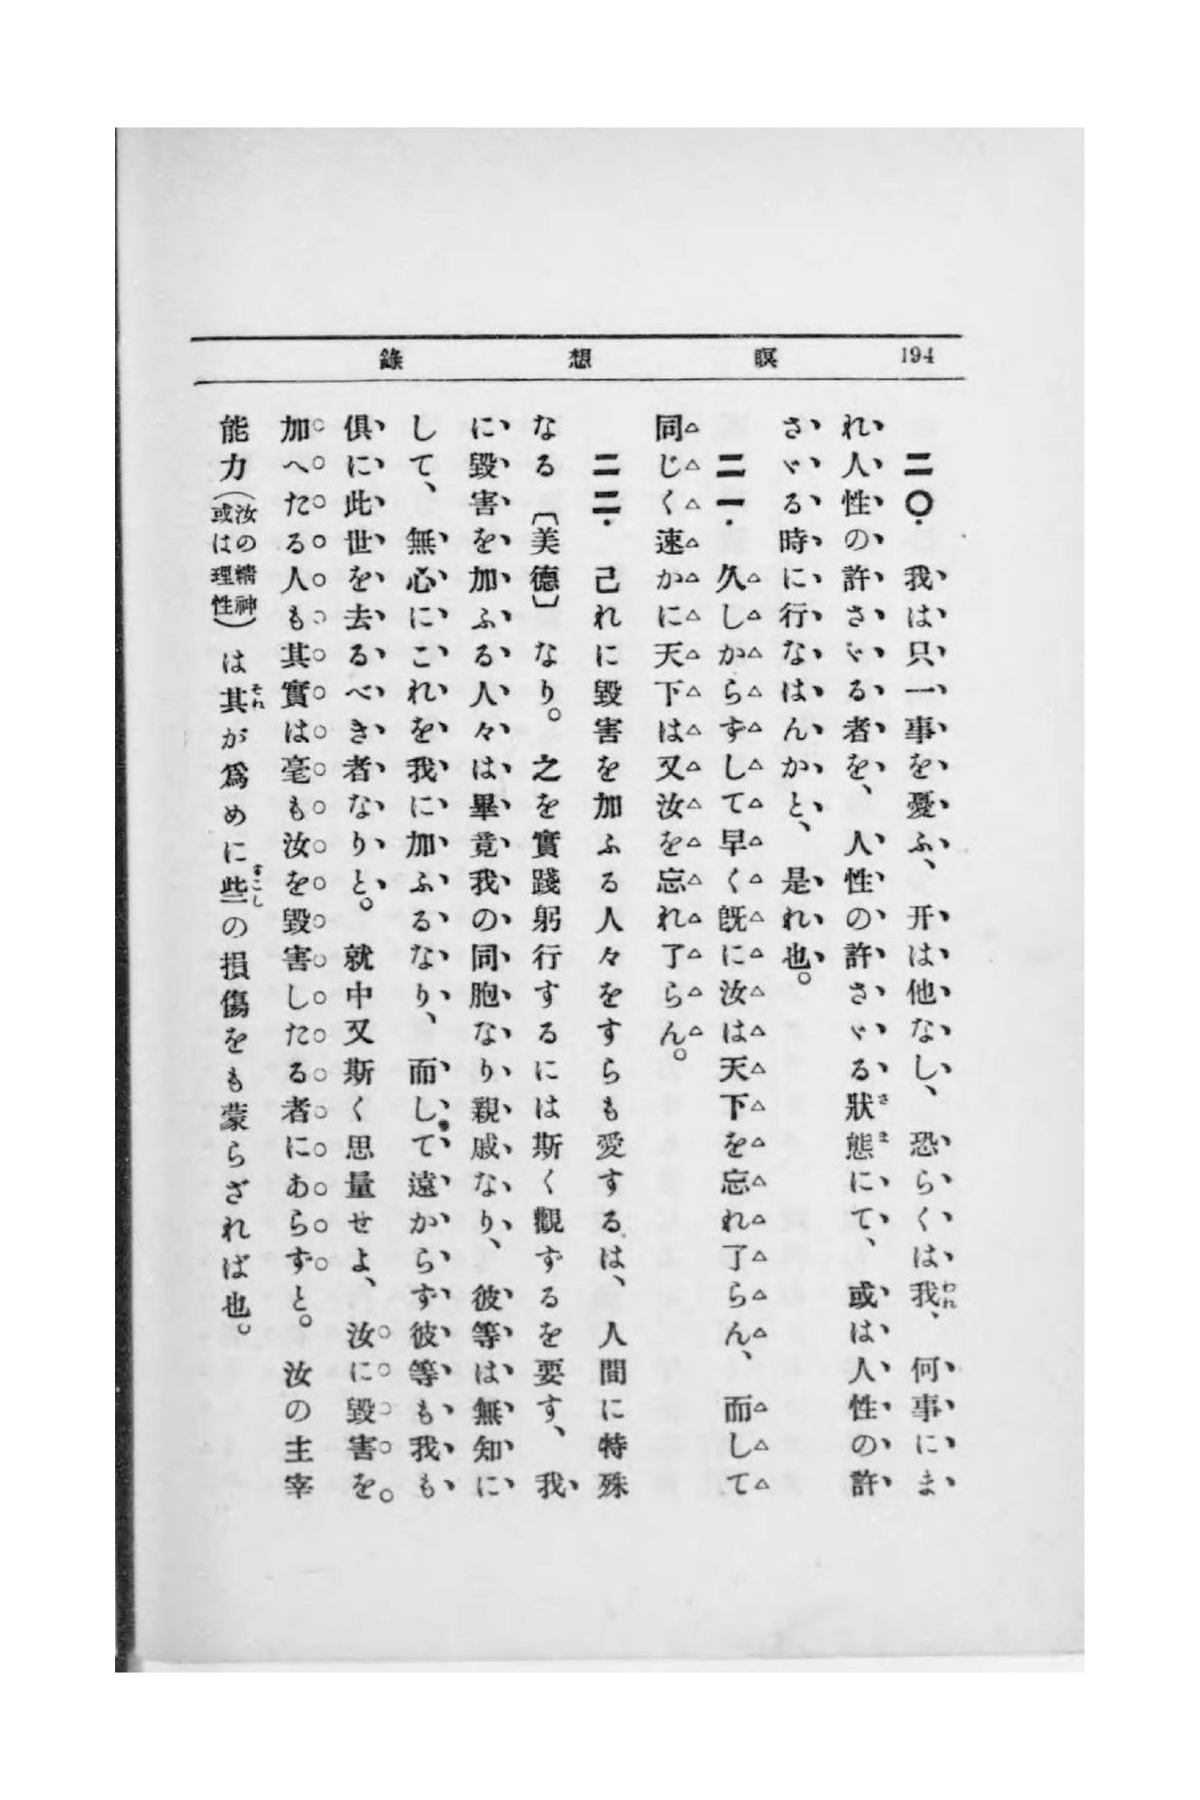 194 瞑想錄
二〇. 我は只一事を憂ふ、开は他なし、恐らくは我、何事にま
れ人性の許さゞる者を、人性の許さゞる狀態にて、或は人性の許
さゞる時に行なはんかと、是れ也。
二一. 久しからずして早く旣に汝は天下を忘れ了らん、而して
同じく速かに天下は又汝を忘れ了らん。
二二. 己れに毀害を加ふる人々をすらも愛するは、人間に特殊
なる〔美德〕なり。之を實踐躬行するには斯く觀ずるを要す、我
に毀害を加ふる人々は畢竟我の同胞なり親戚なり、彼等は無知に
して、無心にこれを我に加ふるなり、而して遠からず彼等も我も
俱に此世を去るべき者なりと。就中又斯く思量せよ、汝に毀害を
加へたる人も其實は毫も汝を毀害したる者にあらずと。汝の主宰
能力(汝の精神或は理性)は其が爲めに些の損傷をも蒙らざれば也。